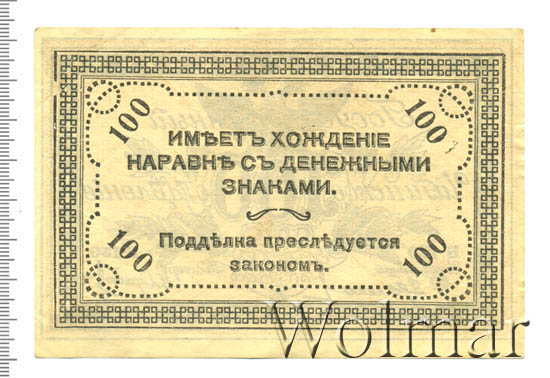 100 100
ИМѢЕТЪ ХОЖДЕНІЕ
НАРАВНѢ СЪ ДЕНЕЖНЫМИ
ЗНАКАМИ.
Поддѣлка преслѣдуется
закономъ.
100 100
Wolmar